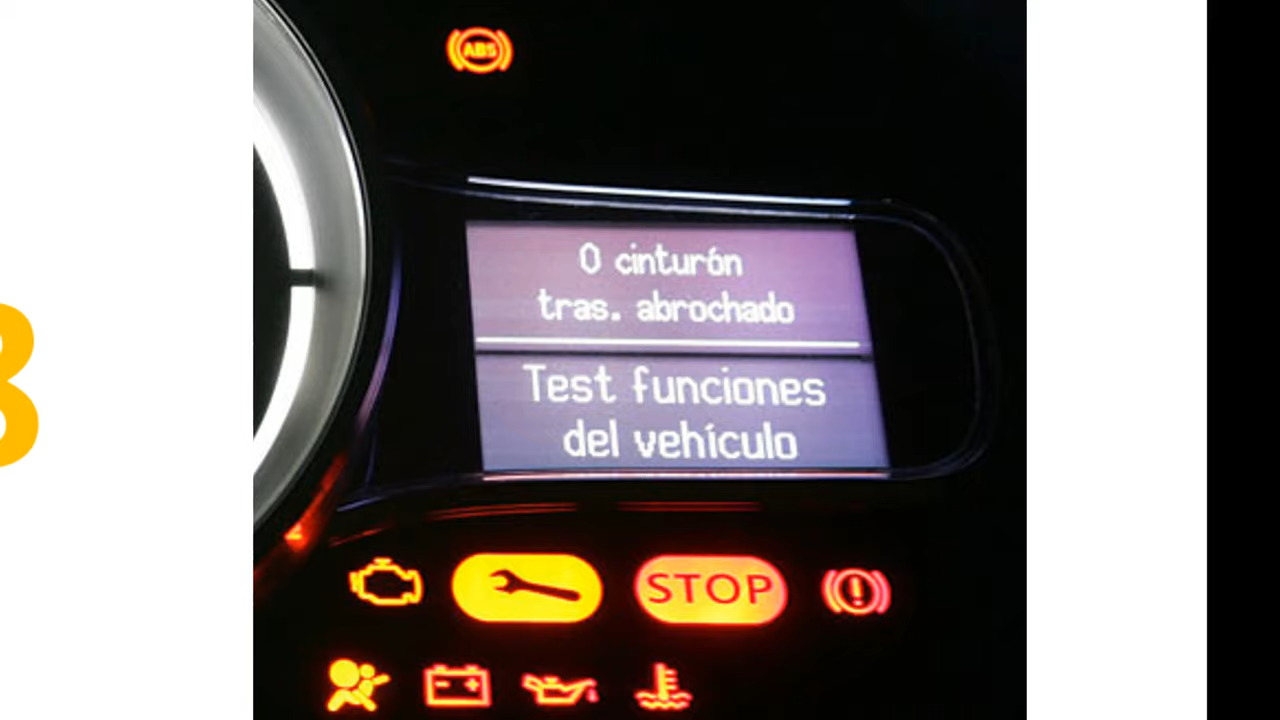 ABS
0 cinturón
tras. abrochado
Test funciones
del vehículo
STOP